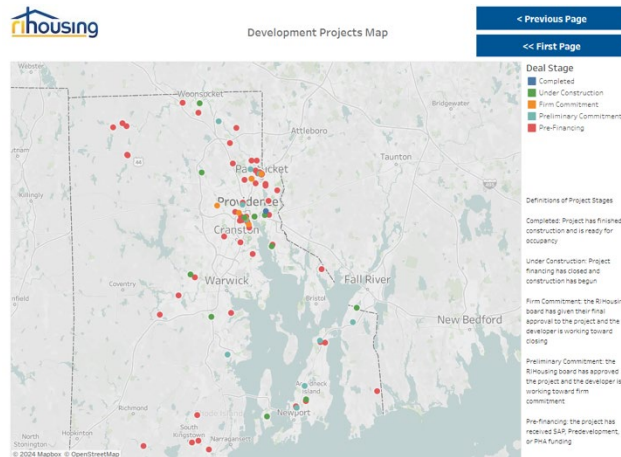 rihousing
Development Projects Map
< Previous Page
<< First Page
Deal Stage
Completed
Under Construction
Firm Commitment
Preliminary Commitment
Pre-Financing
Definitions of Project Stages
Completed: Project has finished
construction and is ready for
occupancy
Under Construction: Project
financing has closed and
construction has begun
Firm Commitment: the RIHousing
board has given their final
approval to the project and the
developer is working toward
closing
Preliminary Commitment: the
RIHousing board has approved
the project and the developer is
working toward firm
commitment
Pre-financing: the project has
received SAP, Predevelopment,
or PHA funding.
Webster
Woonsocket
Bridgewater
Attleboro
Putnam
44
Pawtucket
Taunton
Killingly
Providence
Cranston
Coventry
Warwick
Fall River
Bristol
New Bedford
Richmond
Newport
North
Stonington
Hopkinton
South
Kingstown
Narragansett
© 2024 Mapbox © OpenStreetMap